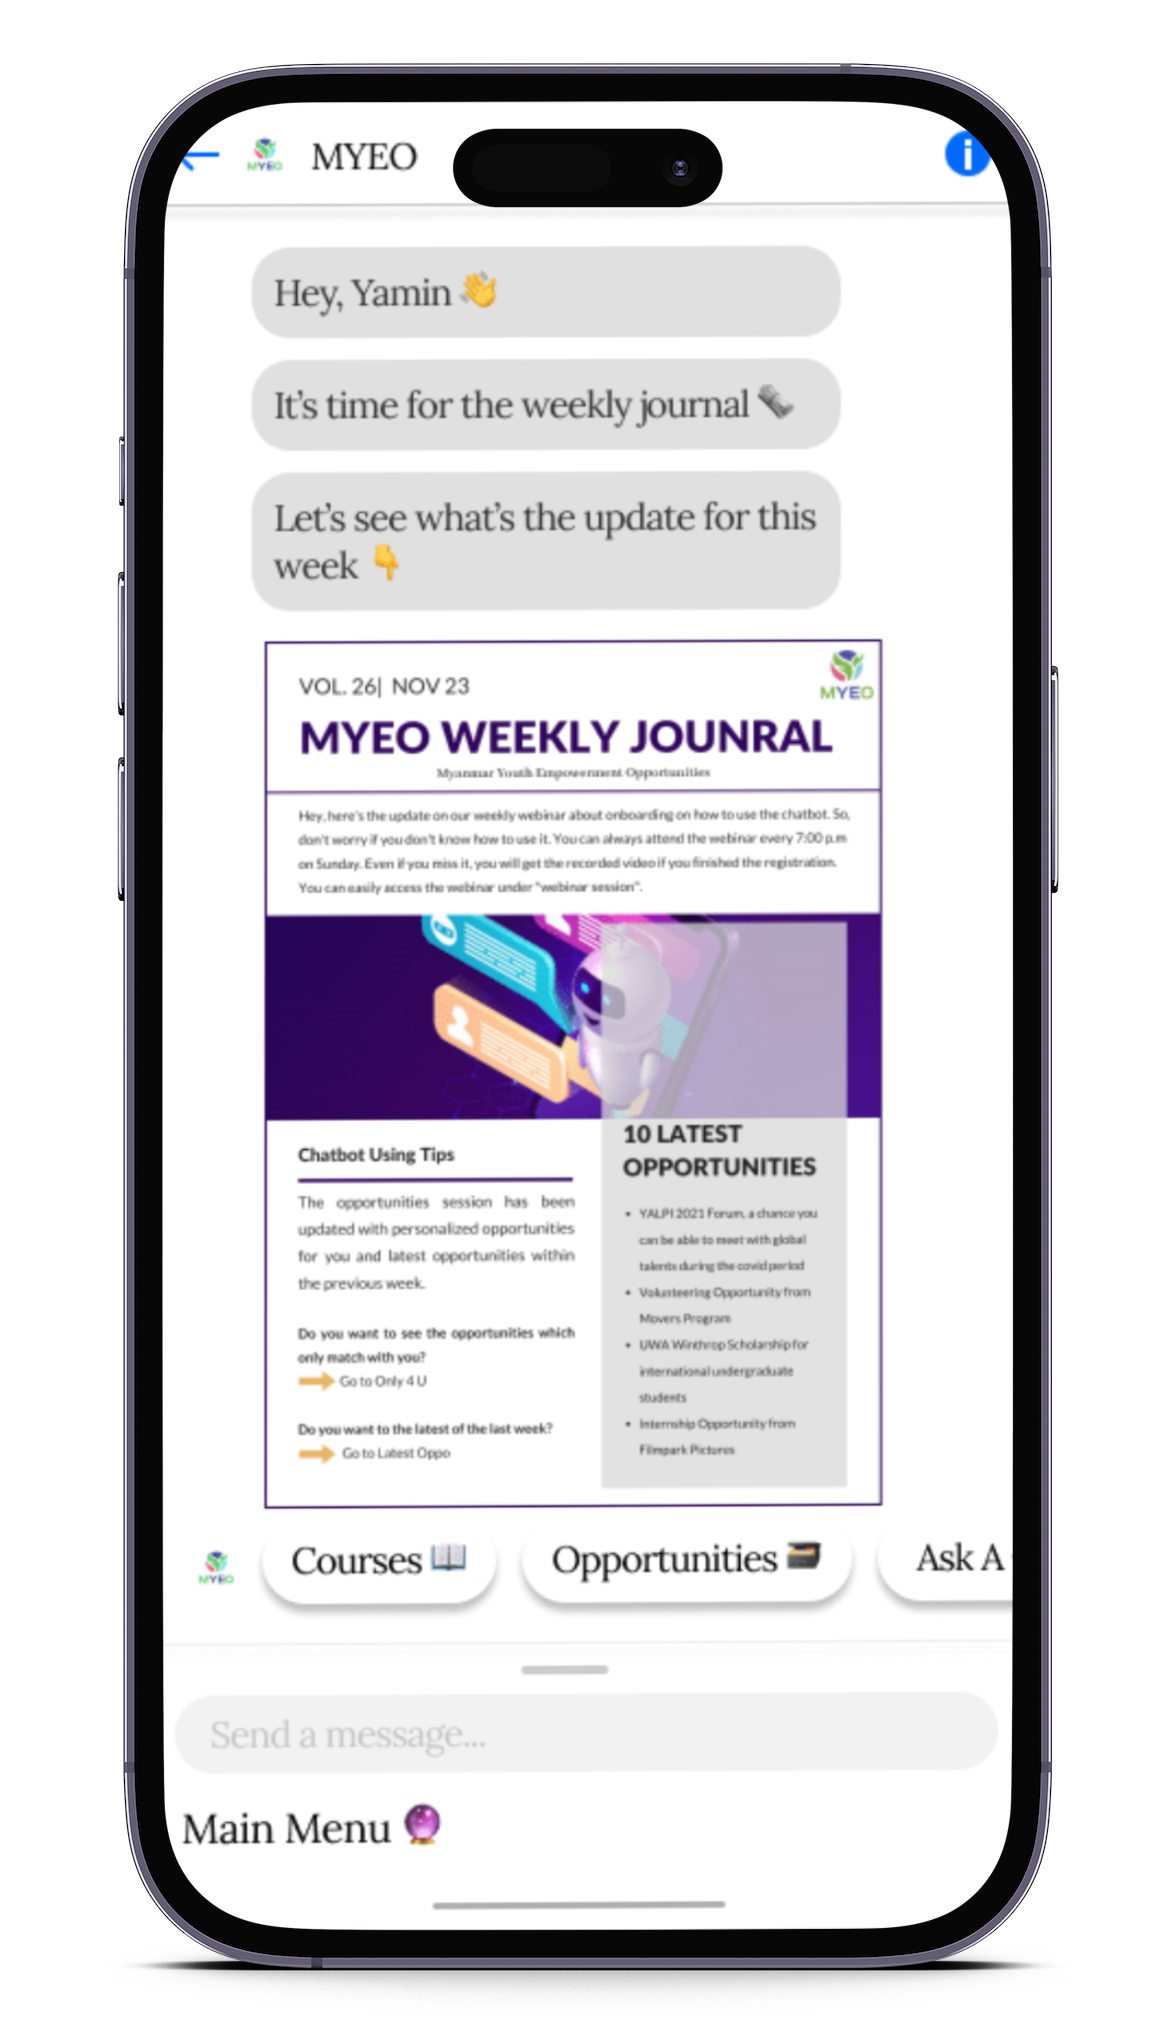 MYEO
MYEO
Hey, Yamin 👋
It's time for the weekly journal 🗞️
Let's see what's the update for this
week 👇
VOL. 26| NOV 23
MYEO
MYEO WEEKLY JOUNRAL
Myanmar Youth Empowerment Opportunities
Hey, here's the update on our weekly webinar about onboarding on how to use the chatbot. So,
don't worry if you don't know how to use it. You can always attend the webinar every 7:00 p.m
on Sunday. Even if you miss it, you will get the recorded video if you finished the registration.
You can easily access the webinar under "webinar session".
Chatbot Using Tips
The opportunities session has been
updated with personalized opportunities
for you and latest opportunities within
the previous week.
Do you want to see the opportunities which
only match with you?
Go to Only 4 U
Do you want to the latest of the last week?
Go to Latest Oppo
10 LATEST
OPPORTUNITIES
• YALPI 2021 Forum, a chance you
can be able to meet with global
talents during the covid period
• Volunteering Opportunity from
Movers Program
• UWA Winthrop Scholarship for
international undergraduate
students
• Internship Opportunity from
Filmpark Pictures
MYEO
Courses 📖
Opportunities 🗃️
Ask A
Send a message...
Main Menu 🔮